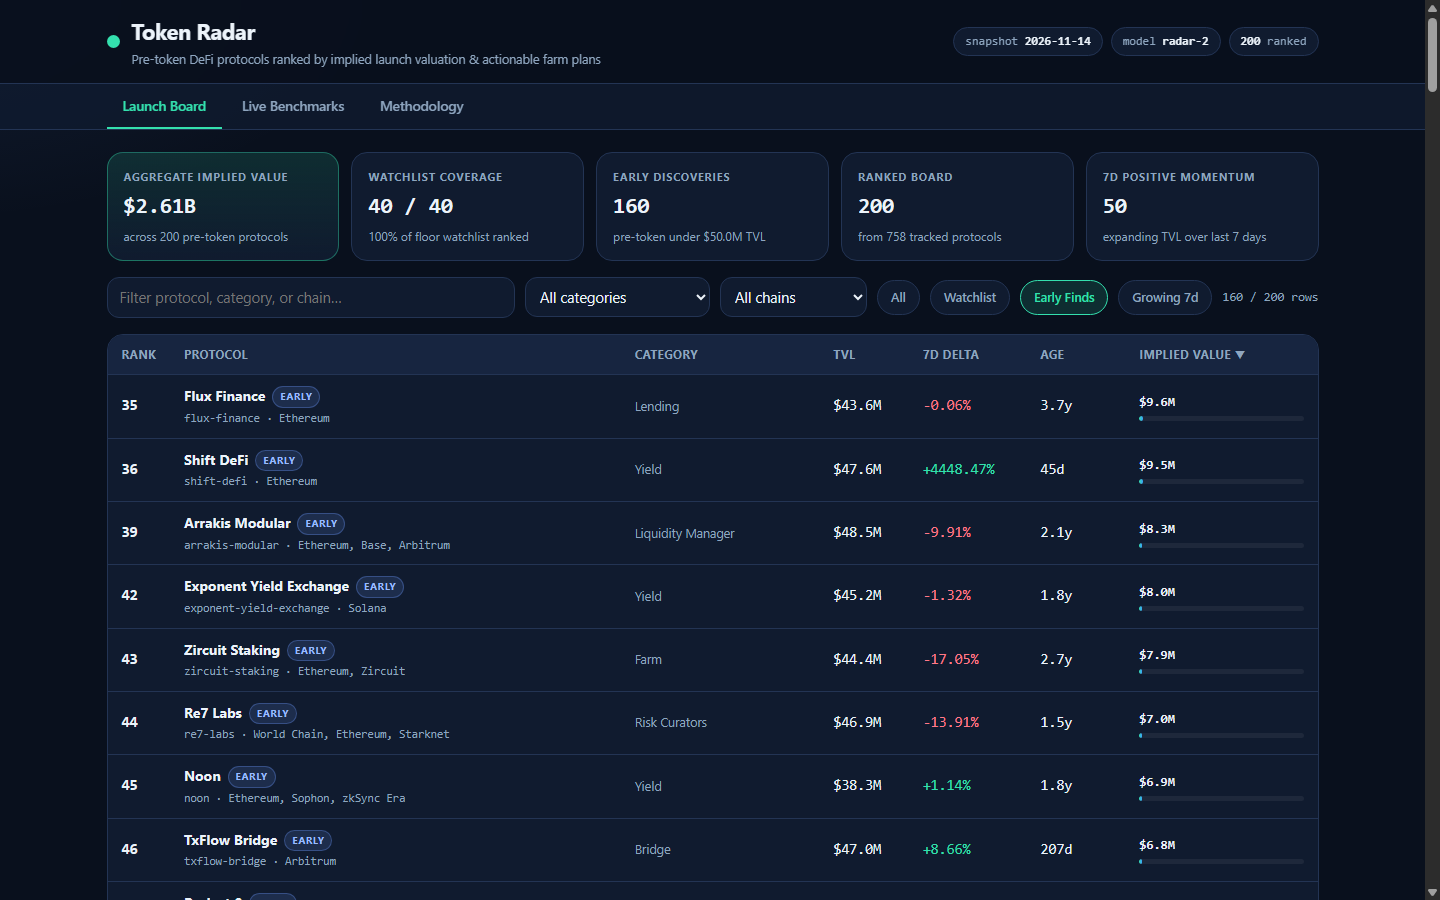 Token Radar
Pre-token DeFi protocols ranked by implied launch valuation & actionable farm plans
snapshot 2026-11-14
model radar-2
200 ranked
Launch Board
Live Benchmarks
Methodology
AGGREGATE IMPLIED VALUE
$2.61B
across 200 pre-token protocols
WATCHLIST COVERAGE
40 / 40
100% of floor watchlist ranked
EARLY DISCOVERIES
160
pre-token under $50.0M TVL
RANKED BOARD
200
from 758 tracked protocols
7D POSITIVE MOMENTUM
50
expanding TVL over last 7 days
Filter protocol, category, or chain...
All categories
All chains
All
Watchlist
Early Finds
Growing 7d
160 / 200 rows
RANK PROTOCOL CATEGORY TVL 7D DELTA AGE IMPLIED VALUE ▼
35 Flux Finance EARLY Lending $43.6M -0.06% 3.7y $9.6M
flux-finance · Ethereum
36 Shift DeFi EARLY Yield $47.6M +4448.47% 45d $9.5M
shift-defi · Ethereum
39 Arrakis Modular EARLY Liquidity Manager $48.5M -9.91% 2.1y $8.3M
arrakis-modular · Ethereum, Base, Arbitrum
42 Exponent Yield Exchange EARLY Yield $45.2M -1.32% 1.8y $8.0M
exponent-yield-exchange · Solana
43 Zircuit Staking EARLY Farm $44.4M -17.05% 2.7y $7.9M
zircuit-staking · Ethereum, Zircuit
44 Re7 Labs EARLY Risk Curators $46.9M -13.91% 1.5y $7.0M
re7-labs · World Chain, Ethereum, Starknet
45 Noon EARLY Yield $38.3M +1.14% 1.8y $6.9M
noon · Ethereum, Sophon, zkSync Era
46 TxFlow Bridge EARLY Bridge $47.0M +8.66% 207d $6.8M
txflow-bridge · Arbitrum